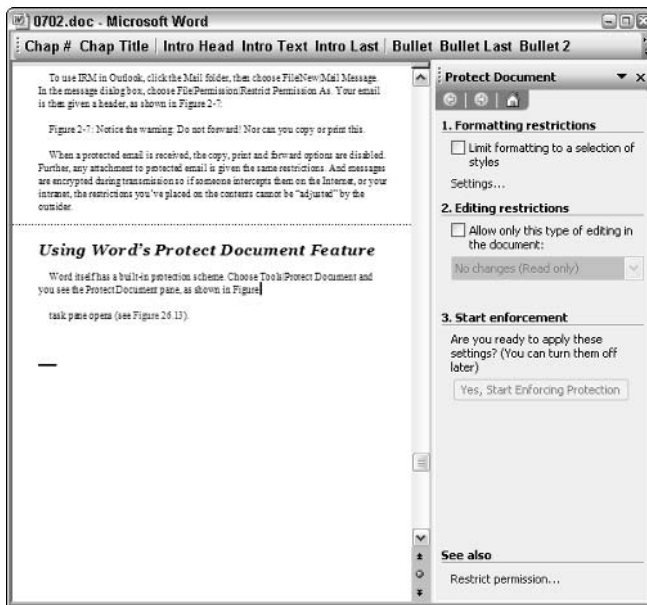 0702.doc - Microsoft Word
Chap # Chap Title Intro Head Intro Text Intro Last Bullet Bullet Last Bullet 2
To use IRM in Outlook, click the Mail folder, then choose File|New|Mail Message.
In the message dialog box, choose File|Permission|Restrict Permission As. Your email
is then given a header, as shown in Figure 2-7:
Figure 2-7: Notice the warning: Do not forward! Nor can you copy or print this.
When a protected email is received, the copy, print and forward options are disabled.
Further, any attachment to protected email is given the same restrictions. And messages
are encrypted during transmission so if someone intercepts them on the Internet, or your
intranet, the restrictions you've placed on the contents cannot be "adjusted" by the
outsider.
Using Word's Protect Document Feature
Word itself has a built-in protection scheme. Choose Tools|Protect Document and
you see the Protect Document pane, as shown in Figure
task pane opens (see Figure 26.13).
Protect Document
1. Formatting restrictions
Limit formatting to a selection of
styles
Settings...
2. Editing restrictions
Allow only this type of editing in
the document:
No changes (Read only)
3. Start enforcement
Are you ready to apply these
settings? (You can turn them off
later)
Yes, Start Enforcing Protection
See also
Restrict permission...